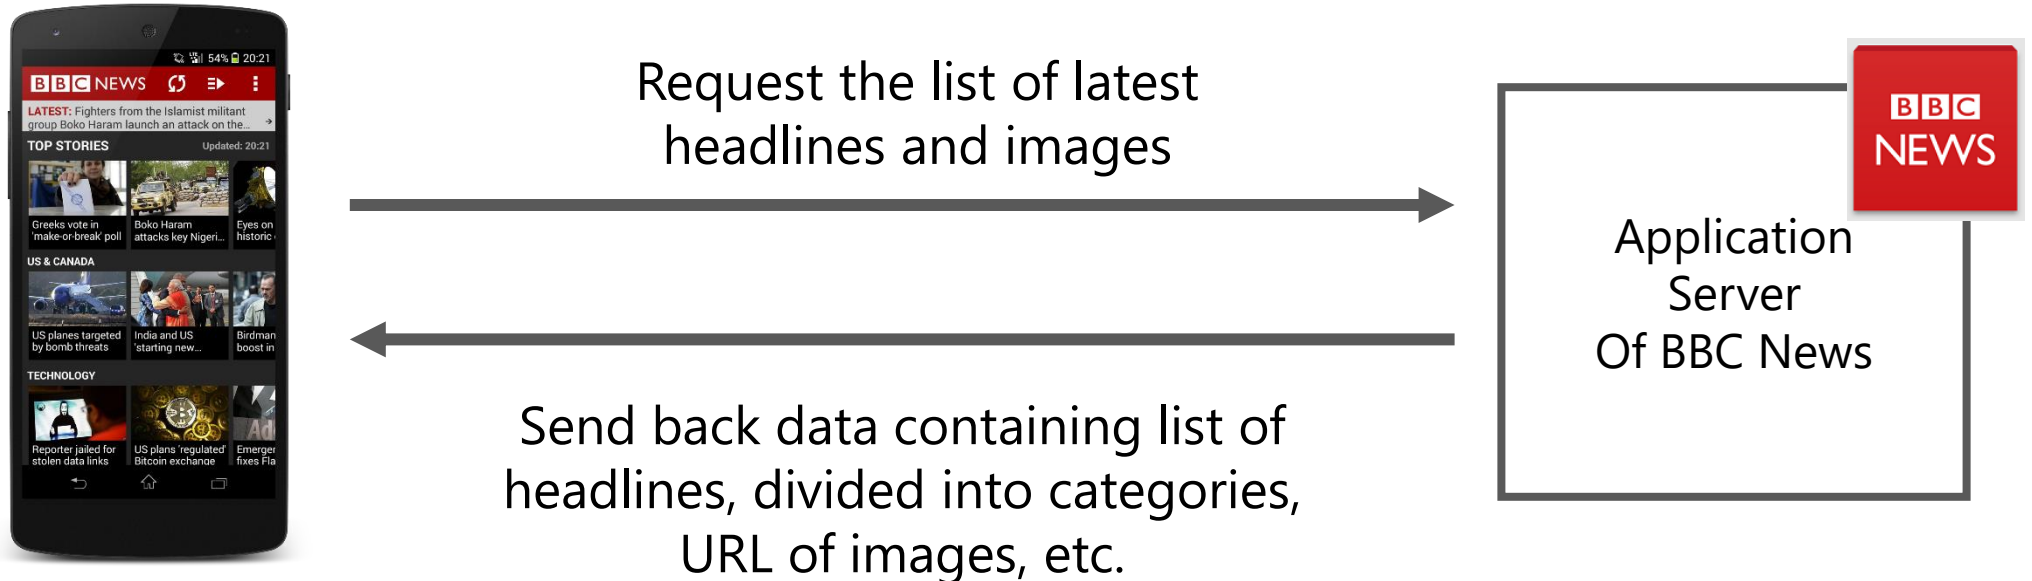 54% 20:21
BBC NEWS
LATEST: Fighters from the Islamist militant
group Boko Haram launch an attack on the...
TOP STORIES Updated: 20:21
Greeks vote in
'make-or-break' poll
Boko Haram
attacks key Nigeri...
Eyes on
historic
US & CANADA
US planes targeted
by bomb threats
India and US
'starting new...
Birdman
boost in
TECHNOLOGY
Reporter jailed for
stolen data links
US plans 'regulated'
Bitcoin exchange
Emerger
fixes Fla
Request the list of latest
headlines and images
Send back data containing list of
headlines, divided into categories,
URL of images, etc.
BBC
NEWS
Application
Server
Of BBC News